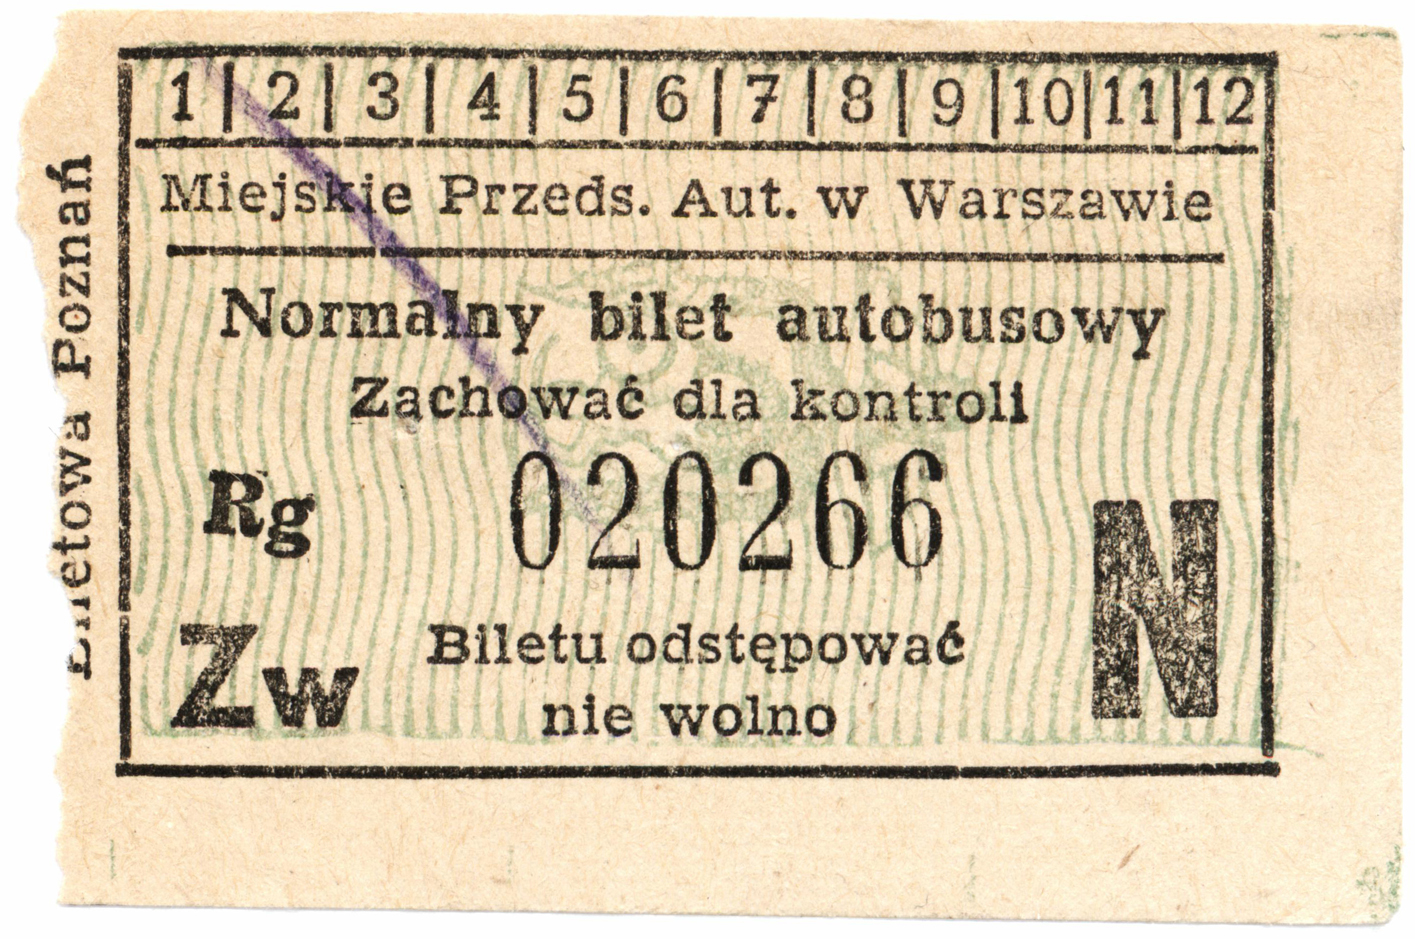 1 | 2 | 3 | 4 | 5 | 6 | 7 | 8 | 9 | 10 | 11 | 12
Miejskie Przeds. Aut. w Warszawie
Normalny bilet autobusowy
Zachować dla kontroli
Rg 020266
N
Zw
Biletu odstępować
nie wolno
Biletowa Poznań